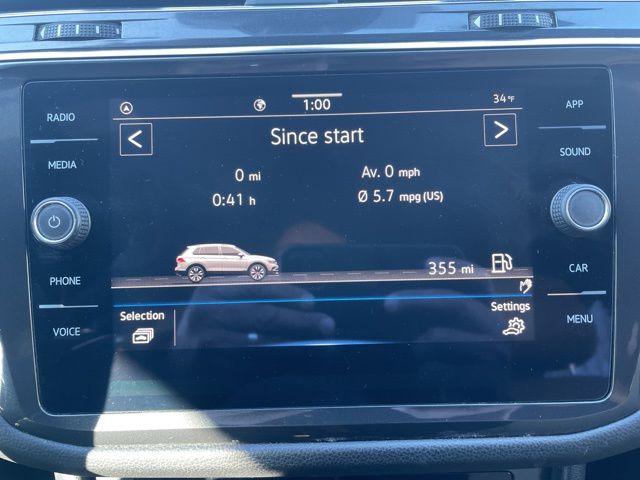 RADIO
MEDIA
PHONE
VOICE
1:00
34°F
Since start
0 mi
Av. 0 mph
0:41 h
Ø 5.7 mpg (US)
355 mi
Selection
Settings
APP
SOUND
CAR
MENU